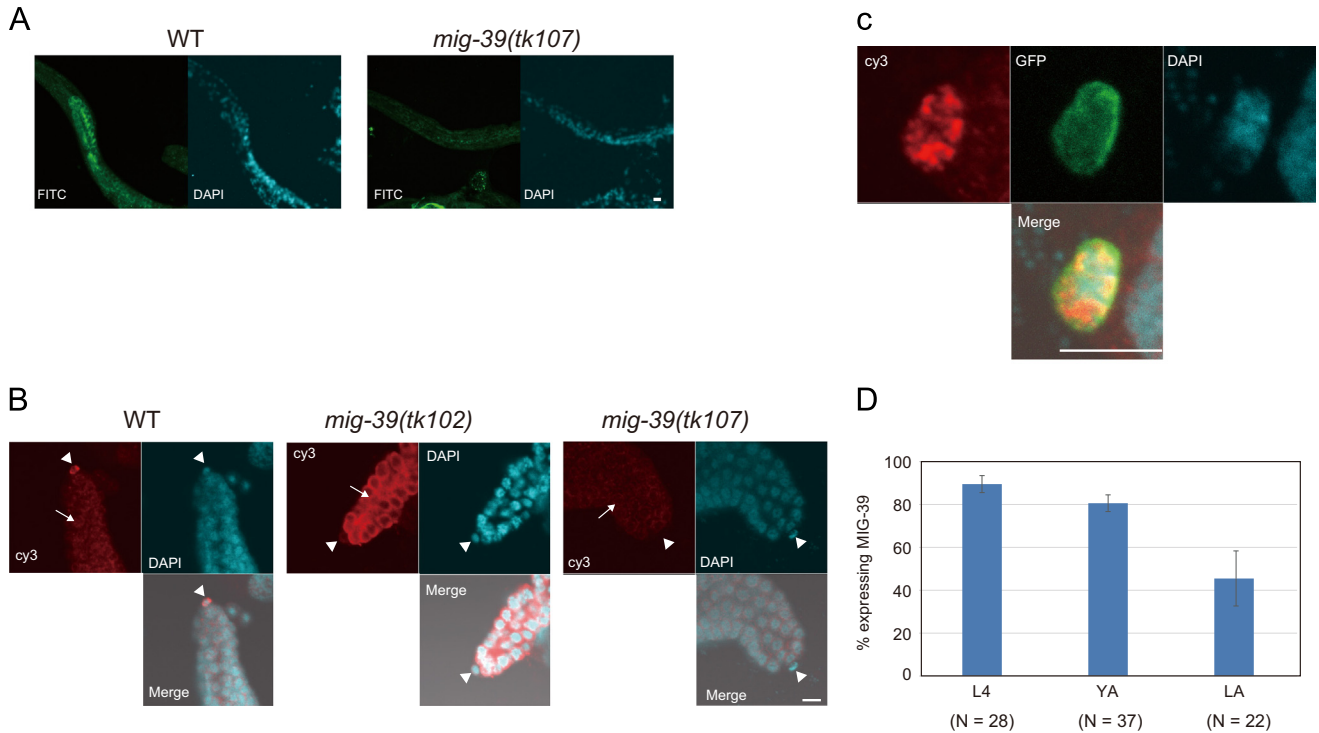 A
WT
mig-39(tk107)
FITC
DAPI
FITC
DAPI
B
WT
mig-39(tk102)
mig-39(tk107)
cy3
DAPI
Merge
cy3
DAPI
Merge
cy3
DAPI
Merge
c
cy3
GFP
DAPI
Merge
D
% expressing MIG-39
100
80
60
40
20
0
L4
YA
LA
(N = 28)
(N = 37)
(N = 22)